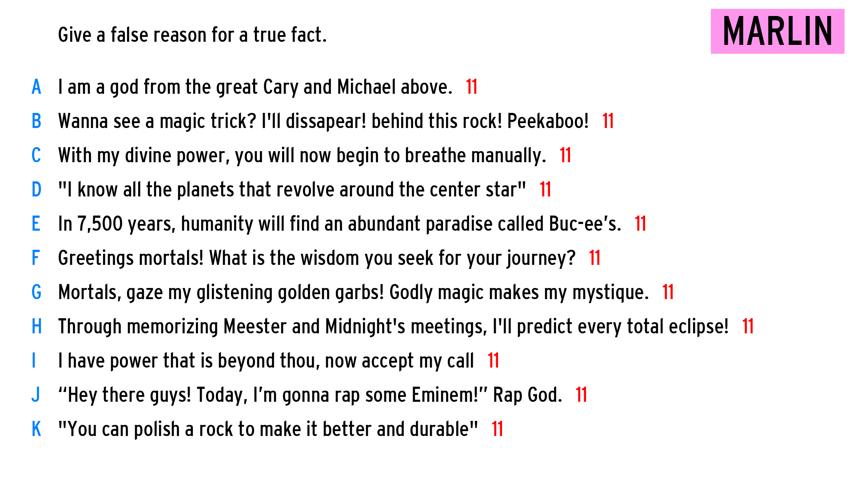 Give a false reason for a true fact.
MARLIN
A I am a god from the great Cary and Michael above. 11
B Wanna see a magic trick? I'll dissapear! behind this rock! Peekaboo! 11
C With my divine power, you will now begin to breathe manually. 11
D "I know all the planets that revolve around the center star" 11
E In 7,500 years, humanity will find an abundant paradise called Buc-ee’s. 11
F Greetings mortals! What is the wisdom you seek for your journey? 11
G Mortals, gaze my glistening golden garbs! Godly magic makes my mystique. 11
H Through memorizing Meester and Midnight's meetings, I'll predict every total eclipse! 11
I I have power that is beyond thou, now accept my call 11
J “Hey there guys! Today, I’m gonna rap some Eminem!” Rap God. 11
K "You can polish a rock to make it better and durable" 11